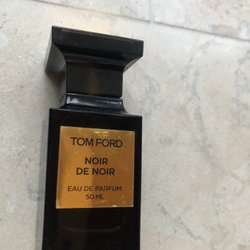 TOM FORD
NOIR
DE NOIR
EAU DE PARFUM
50 ML